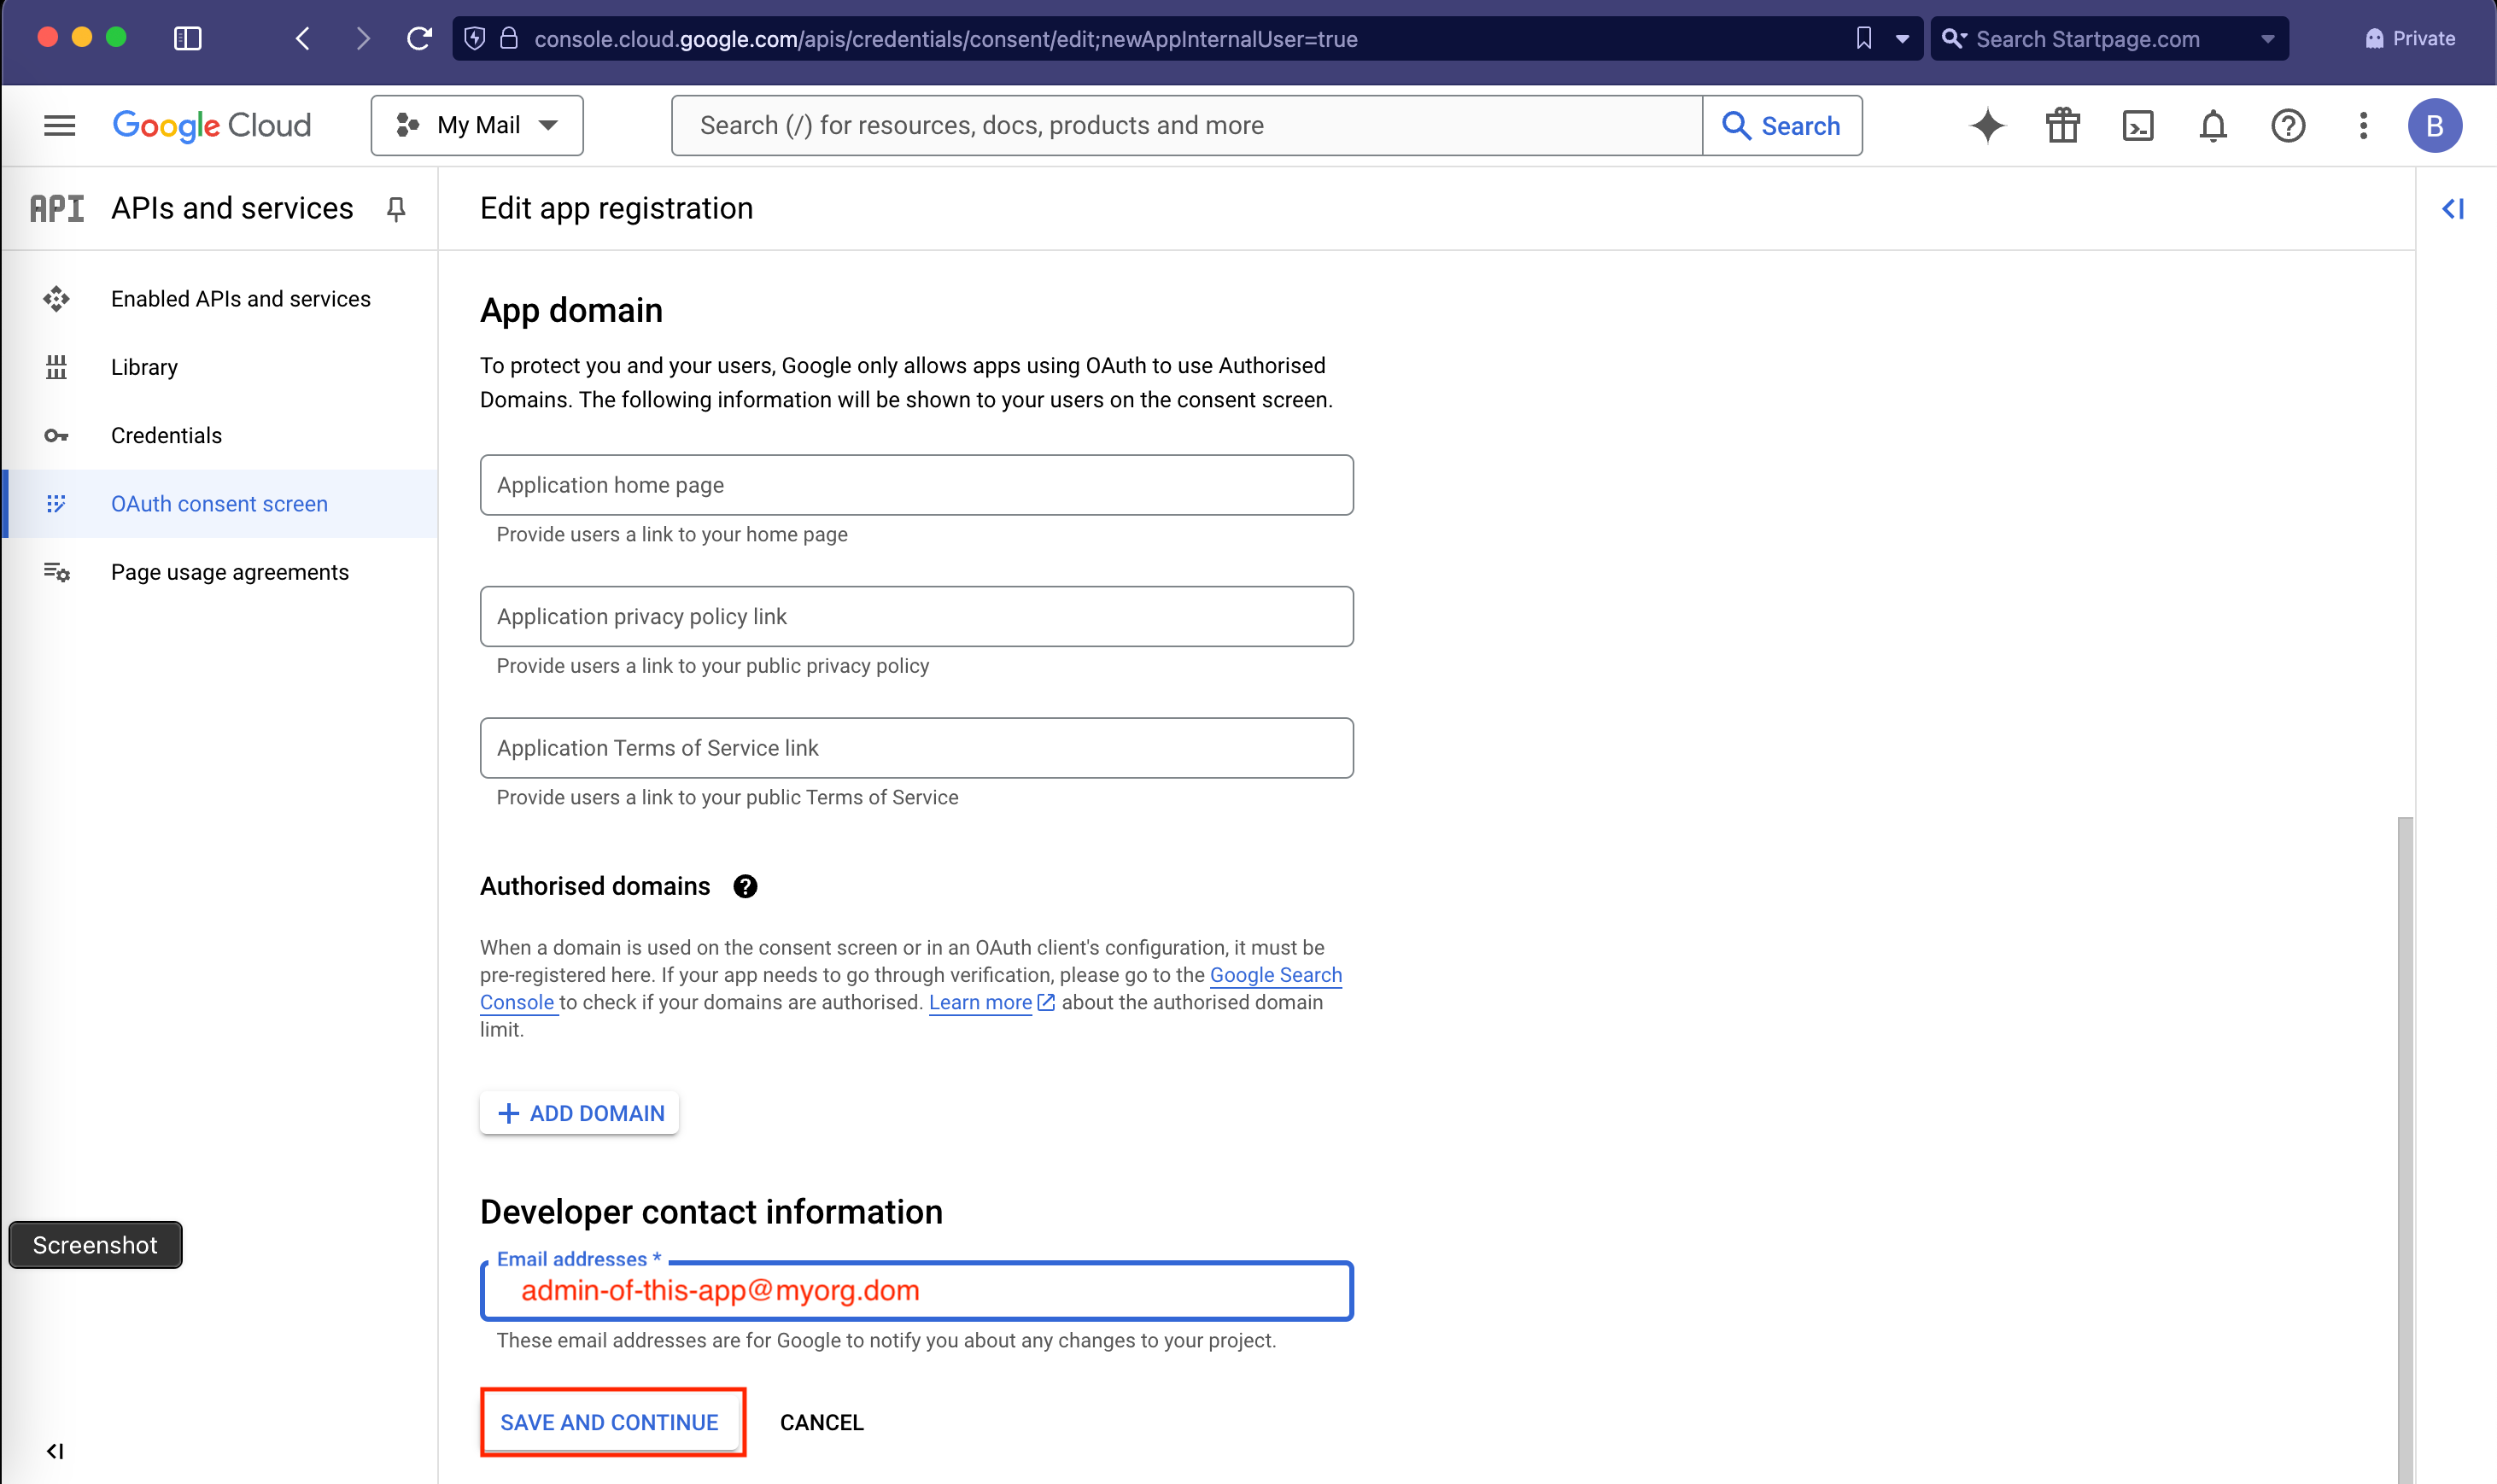 console.cloud.google.com/apis/credentials/consent/edit;newAppInternalUser=true
Search Startpage.com
Private
Google Cloud
My Mail
Search (/) for resources, docs, products and more
Search
B
API
APIs and services
Edit app registration
Enabled APIs and services
Library
Credentials
OAuth consent screen
Page usage agreements
App domain
To protect you and your users, Google only allows apps using OAuth to use Authorised
Domains. The following information will be shown to your users on the consent screen.
Application home page
Provide users a link to your home page
Application privacy policy link
Provide users a link to your public privacy policy
Application Terms of Service link
Provide users a link to your public Terms of Service
Authorised domains
When a domain is used on the consent screen or in an OAuth client's configuration, it must be
pre-registered here. If your app needs to go through verification, please go to the Google Search
Console to check if your domains are authorised. Learn more about the authorised domain
limit.
ADD DOMAIN
Developer contact information
Screenshot
Email addresses *
admin-of-this-app@myorg.dom
These email addresses are for Google to notify you about any changes to your project.
SAVE AND CONTINUE
CANCEL